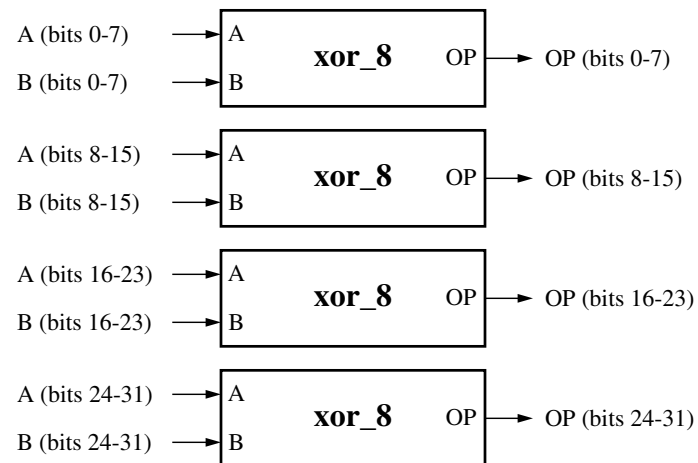 A (bits 0-7) A xor_8 OP OP (bits 0-7)
B (bits 0-7) B
A (bits 8-15) A xor_8 OP OP (bits 8-15)
B (bits 8-15) B
A (bits 16-23) A xor_8 OP OP (bits 16-23)
B (bits 16-23) B
A (bits 24-31) A xor_8 OP OP (bits 24-31)
B (bits 24-31) B